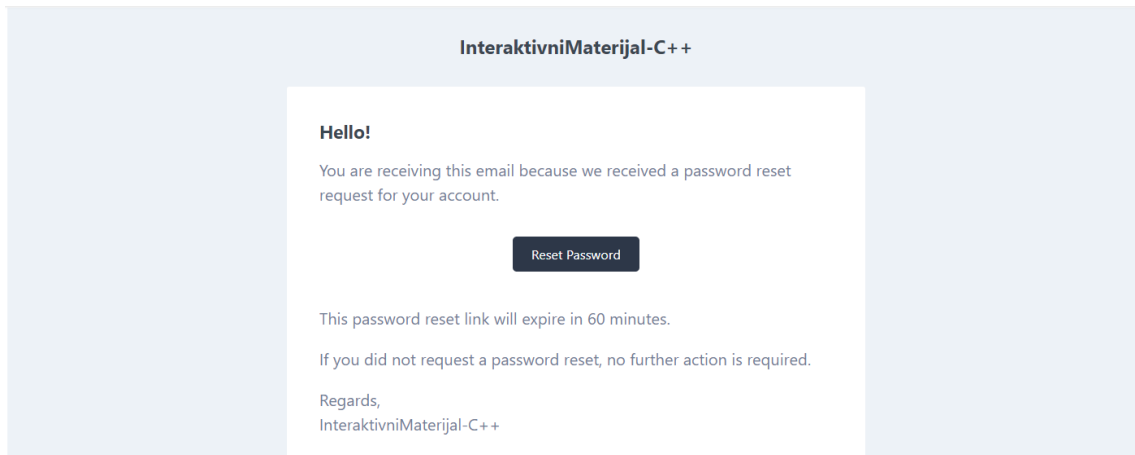 InteraktivniMaterijal-C++
Hello!
You are receiving this email because we received a password reset
request for your account.
Reset Password
This password reset link will expire in 60 minutes.
If you did not request a password reset, no further action is required.
Regards,
InteraktivniMaterijal-C++